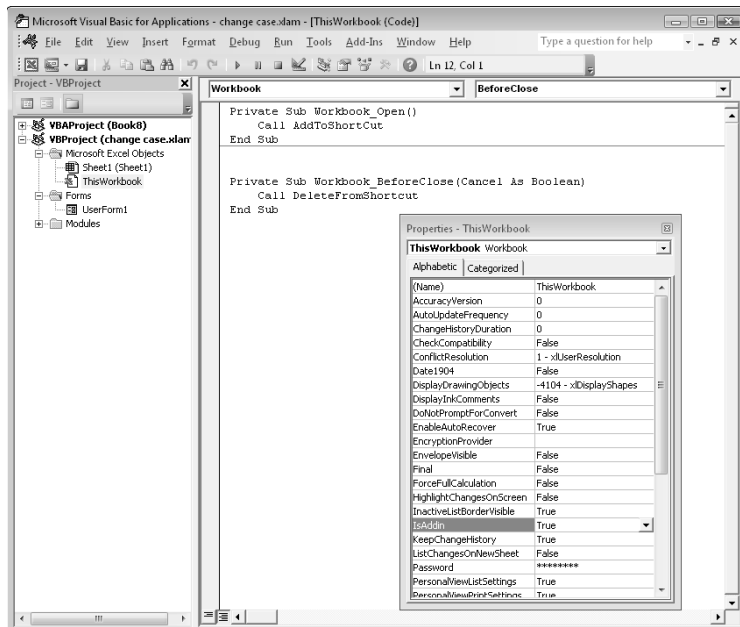 Microsoft Visual Basic for Applications - change case.xlam - [ThisWorkbook (Code)]
File Edit View Insert Format Debug Run Tools Add-Ins Window Help Type a question for help
Ln 12, Col 1
Project - VBProject
VBAProject (Book8)
VBProject (change case.xlam
Microsoft Excel Objects
Sheet1 (Sheet1)
ThisWorkbook
Forms
UserForm1
Modules
Workbook BeforeClose
Private Sub Workbook_Open()
Call AddToShortCut
End Sub
Private Sub Workbook_BeforeClose(Cancel As Boolean)
Call DeleteFromShortcut
End Sub
Properties - ThisWorkbook
ThisWorkbook Workbook
Alphabetic Categorized
(Name) ThisWorkbook
AccuracyVersion 0
AutoUpdateFrequency 0
ChangeHistoryDuration 0
CheckCompatibility False
ConflictResolution 1 - xlUserResolution
Date1904 False
DisplayDrawingObjects -4104 - xlDisplayShapes
DisplayInkComments False
DoNotPromptForConvert False
EnableAutoRecover True
EncryptionProvider
EnvelopeVisible False
Final False
ForceFullCalculation False
HighlightChangesOnScreen False
InactiveListBorderVisible True
IsAddin True
KeepChangeHistory True
ListChangesOnNewSheet False
Password ********
PersonalViewListSettings True
PersonalViewPrintSettings True